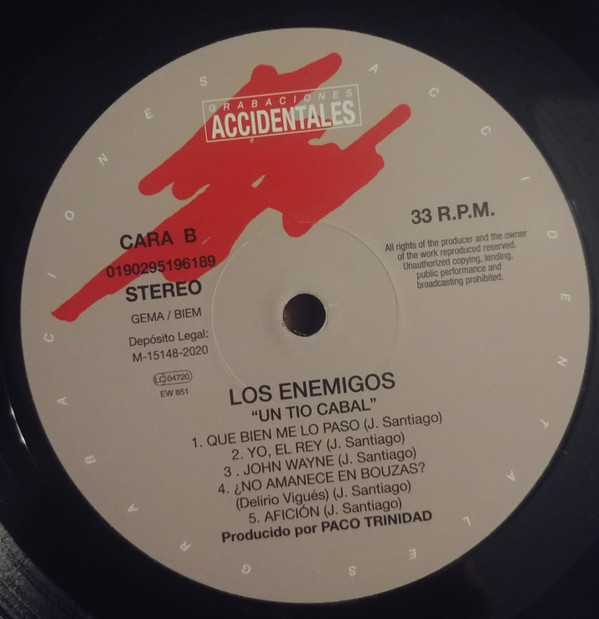 GRABACIONES
ACCIDENTALES
GRABACIONES ACCIDENTALES
CARA B
0190295196189
STEREO
GEMA / BIEM
Depósito Legal:
M-15148-2020
LC 04720
EW 851
33 R.P.M.
All rights of the producer and the owner
of the work reproduced reserved.
Unauthorized copying, lending,
public performance and
broadcasting prohibited.
LOS ENEMIGOS
"UN TIO CABAL"
1. QUE BIEN ME LO PASO (J. Santiago)
2. YO, EL REY (J. Santiago)
3 . JOHN WAYNE (J. Santiago)
4. ¿NO AMANECE EN BOUZAS?
(Delirio Vigués) (J. Santiago)
5. AFICIÓN (J. Santiago)
Producido por PACO TRINIDAD